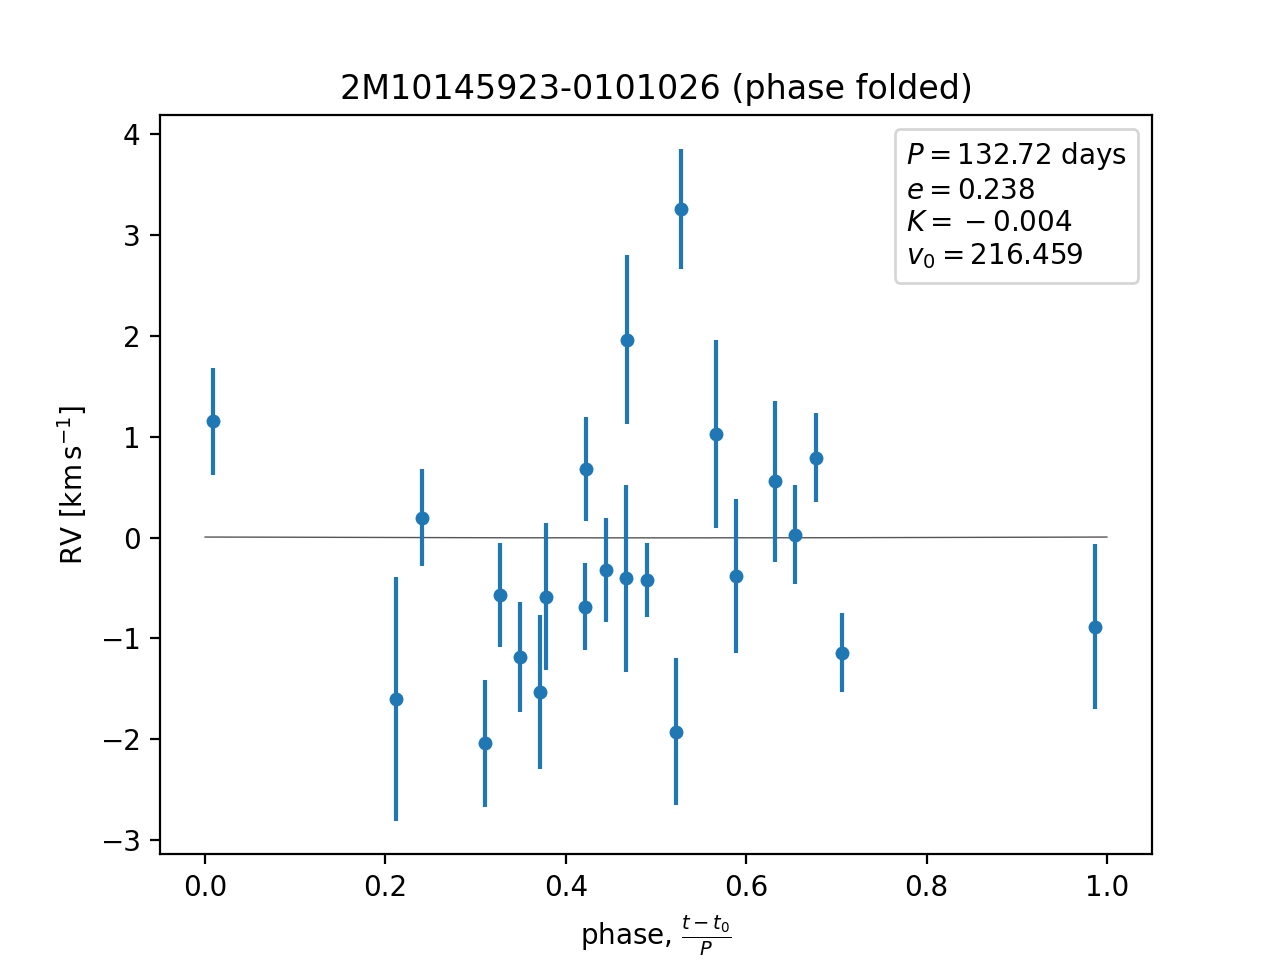 2M10145923-0101026 (phase folded)
P = 132.72 days
e = 0.238
K = −0.004
v₀ = 216.459
4
3
2
1
0
−1
−2
−3
RV [km s⁻¹]
0.0 0.2 0.4 0.6 0.8 1.0
phase, (t − t₀)/P